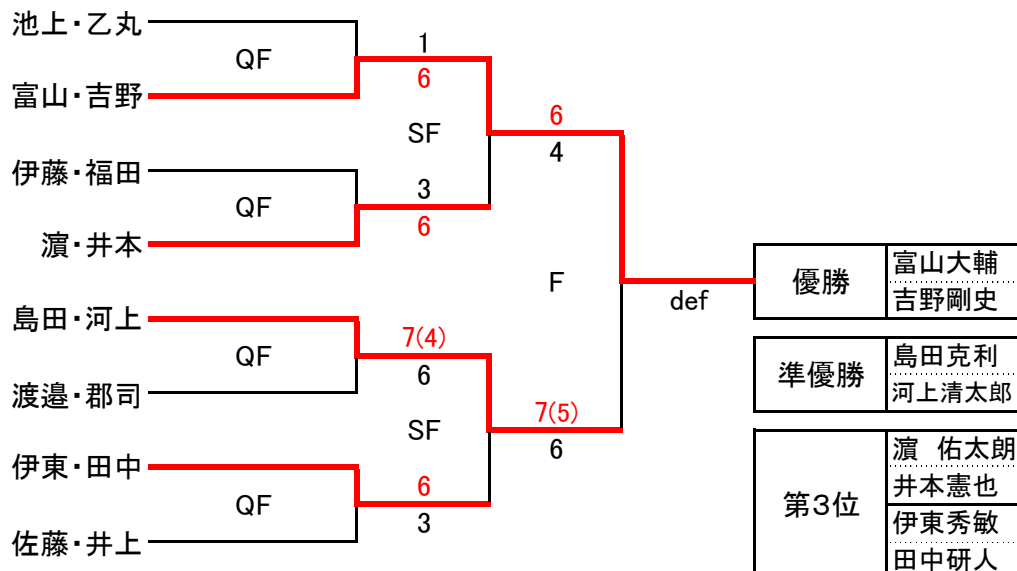 池上・乙丸
QF
1
6
富山・吉野
SF
6
4
伊藤・福田
QF
3
6
濵・井本
F
def
島田・河上
QF
7(4)
6
渡邉・郡司
SF
7(5)
6
伊東・田中
QF
6
3
佐藤・井上
優勝
富山大輔
吉野剛史
準優勝
島田克利
河上清太郎
第3位
濵　佑太朗
井本憲也
伊東秀敏
田中研人